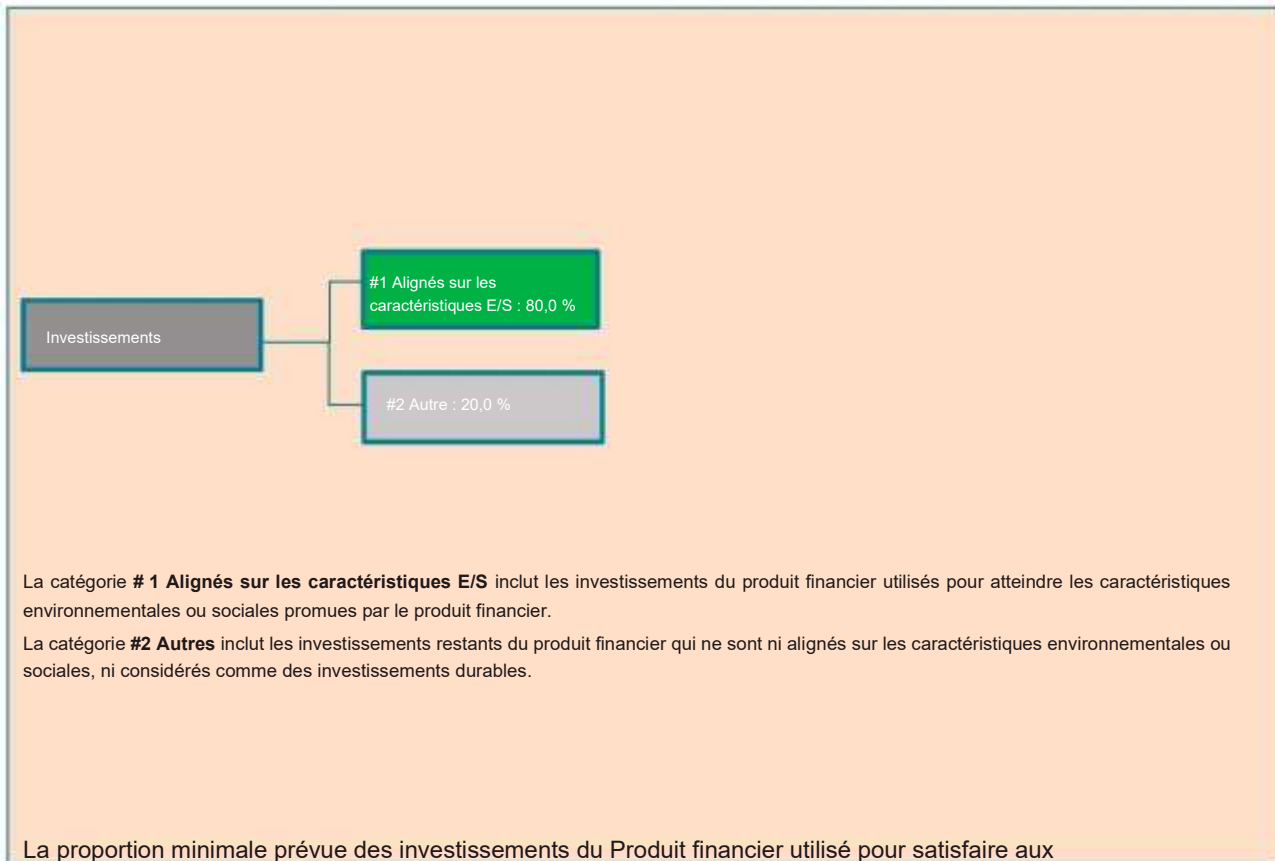 #1 Alignés sur les
caractéristiques E/S : 80,0 %
Investissements
#2 Autre : 20,0 %
La catégorie # 1 Alignés sur les caractéristiques E/S inclut les investissements du produit financier utilisés pour atteindre les caractéristiques
environnementales ou sociales promues par le produit financier.
La catégorie #2 Autres inclut les investissements restants du produit financier qui ne sont ni alignés sur les caractéristiques environnementales ou
sociales, ni considérés comme des investissements durables.
La proportion minimale prévue des investissements du Produit financier utilisé pour satisfaire aux